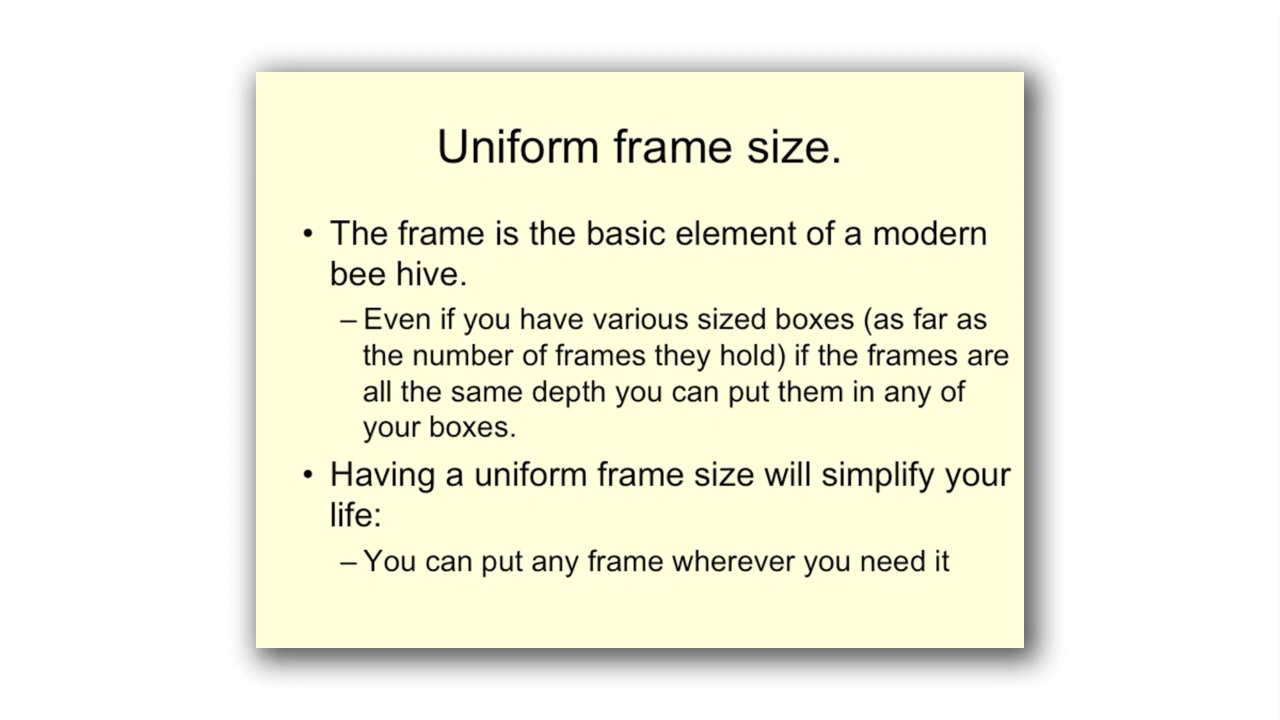 Uniform frame size.
• The frame is the basic element of a modern
bee hive.
– Even if you have various sized boxes (as far as
the number of frames they hold) if the frames are
all the same depth you can put them in any of
your boxes.
• Having a uniform frame size will simplify your
life:
– You can put any frame wherever you need it